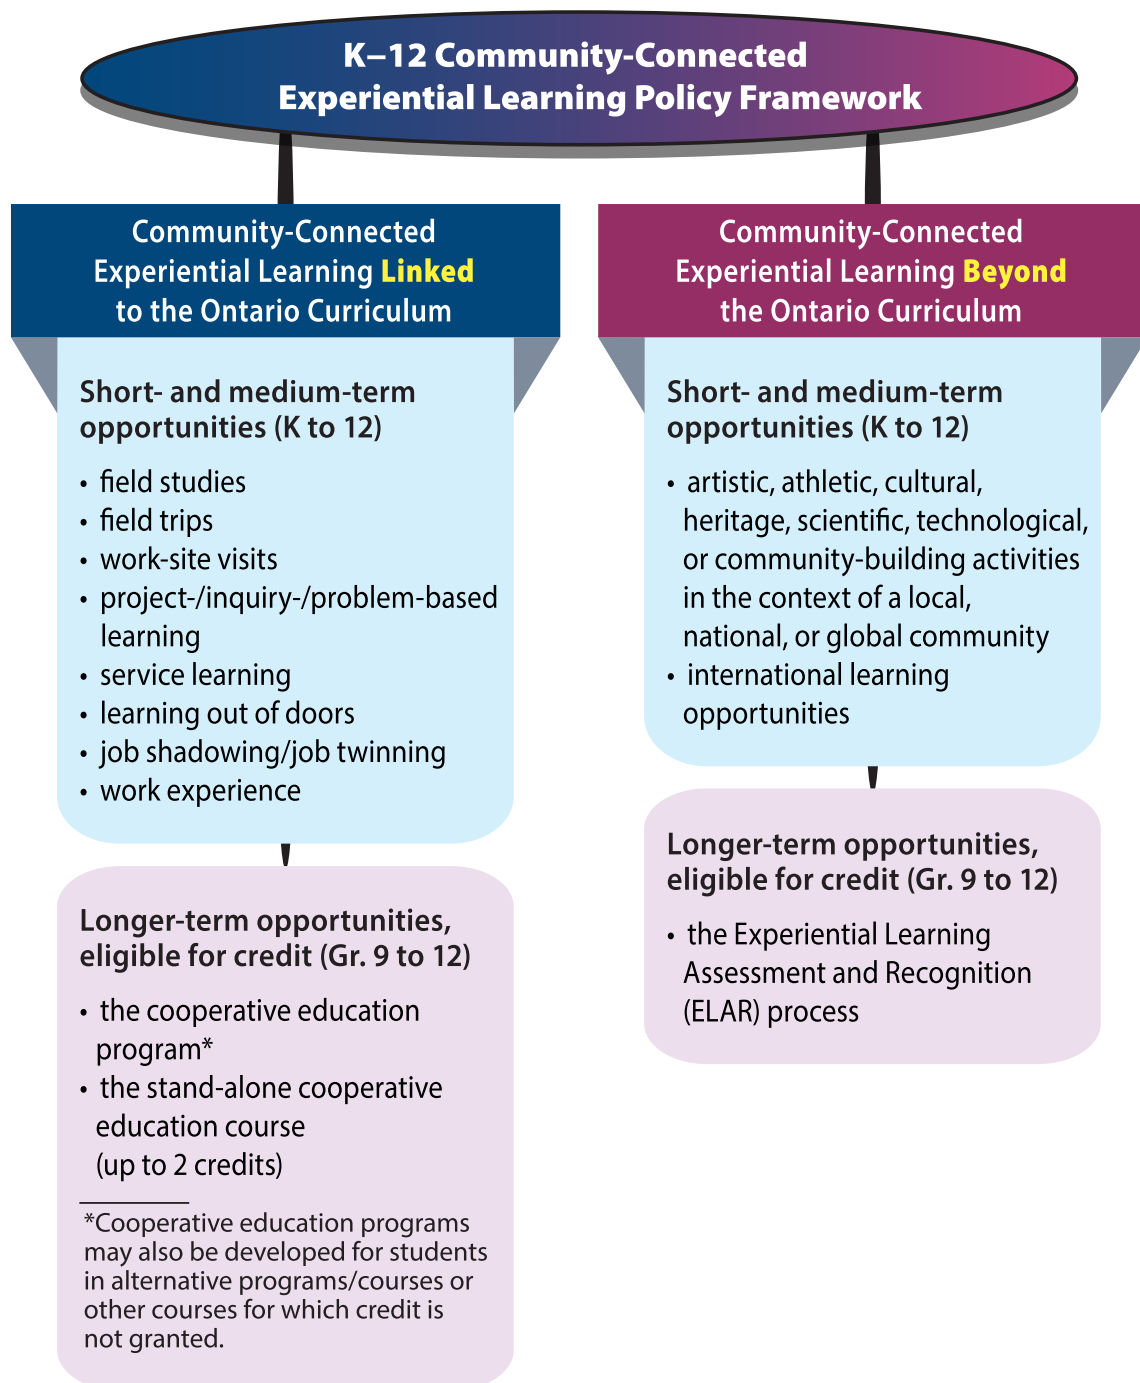 K–12 Community-Connected
Experiential Learning Policy Framework
Community-Connected
Experiential Learning Linked
to the Ontario Curriculum
Short- and medium-term
opportunities (K to 12)
• field studies
• field trips
• work-site visits
• project-/inquiry-/problem-based
learning
• service learning
• learning out of doors
• job shadowing/job twinning
• work experience
Longer-term opportunities,
eligible for credit (Gr. 9 to 12)
• the cooperative education
program*
• the stand-alone cooperative
education course
(up to 2 credits)
*Cooperative education programs
may also be developed for students
in alternative programs/courses or
other courses for which credit is
not granted.
Community-Connected
Experiential Learning Beyond
the Ontario Curriculum
Short- and medium-term
opportunities (K to 12)
• artistic, athletic, cultural,
heritage, scientific, technological,
or community-building activities
in the context of a local,
national, or global community
• international learning
opportunities
Longer-term opportunities,
eligible for credit (Gr. 9 to 12)
• the Experiential Learning
Assessment and Recognition
(ELAR) process